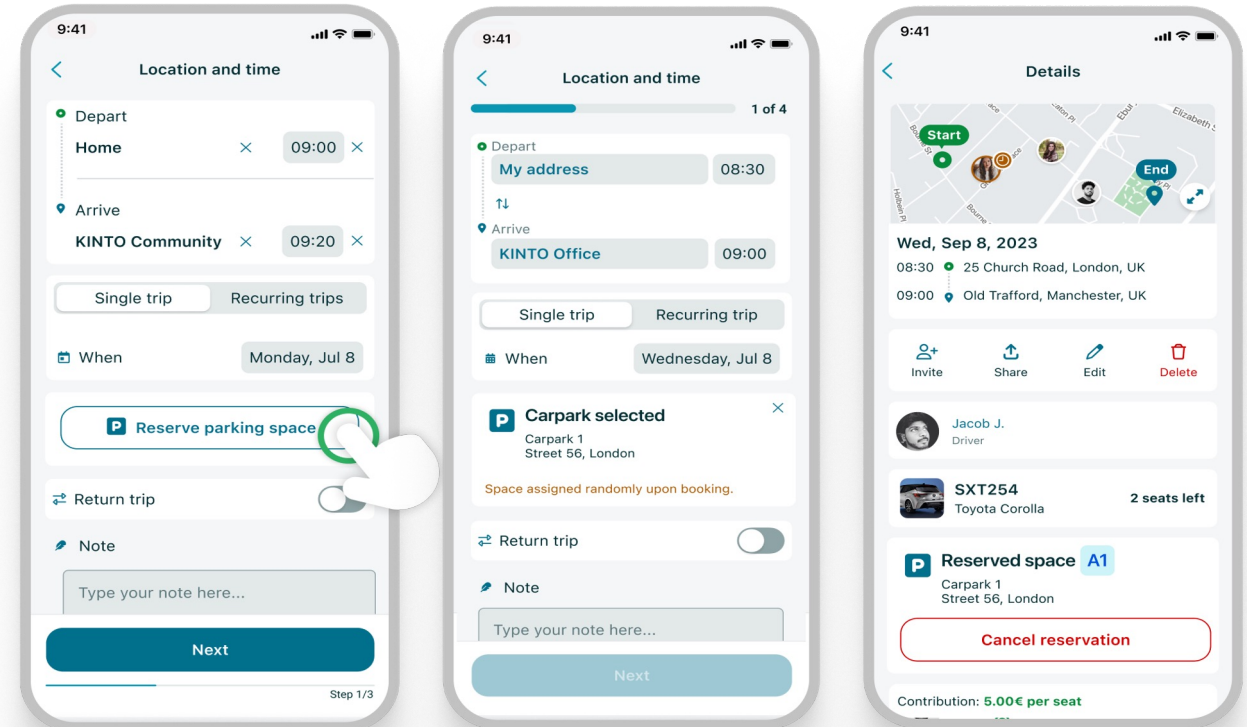 9:41
Location and time
Depart
Home × 09:00 ×
Arrive
KINTO Community × 09:20 ×
Single trip Recurring trips
When Monday, Jul 8
P Reserve parking space
Return trip
Note
Type your note here...
Next
Step 1/3
9:41
Location and time
1 of 4
Depart
My address 08:30
Arrive
KINTO Office 09:00
Single trip Recurring trip
When Wednesday, Jul 8
P Carpark selected ×
Carpark 1
Street 56, London
Space assigned randomly upon booking.
Return trip
Note
Type your note here...
Next
9:41
Details
Elizabeth S
Start
End
Holbein Pl
Wed, Sep 8, 2023
08:30 25 Church Road, London, UK
09:00 Old Trafford, Manchester, UK
Invite Share Edit Delete
Jacob J.
Driver
SXT254
Toyota Corolla
2 seats left
P Reserved space A1
Carpark 1
Street 56, London
Cancel reservation
Contribution: 5.00€ per seat